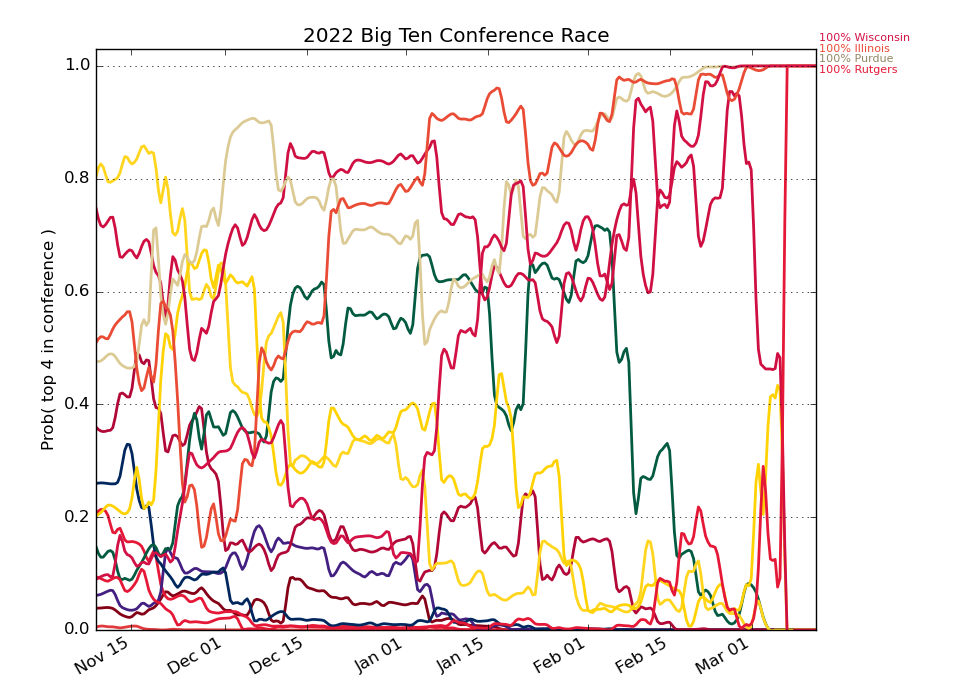 2022 Big Ten Conference Race
100% Wisconsin
100% Illinois
100% Purdue
100% Rutgers
Prob( top 4 in conference )
1.0
0.8
0.6
0.4
0.2
0.0
Nov 15
Dec 01
Dec 15
Jan 01
Jan 15
Feb 01
Feb 15
Mar 01